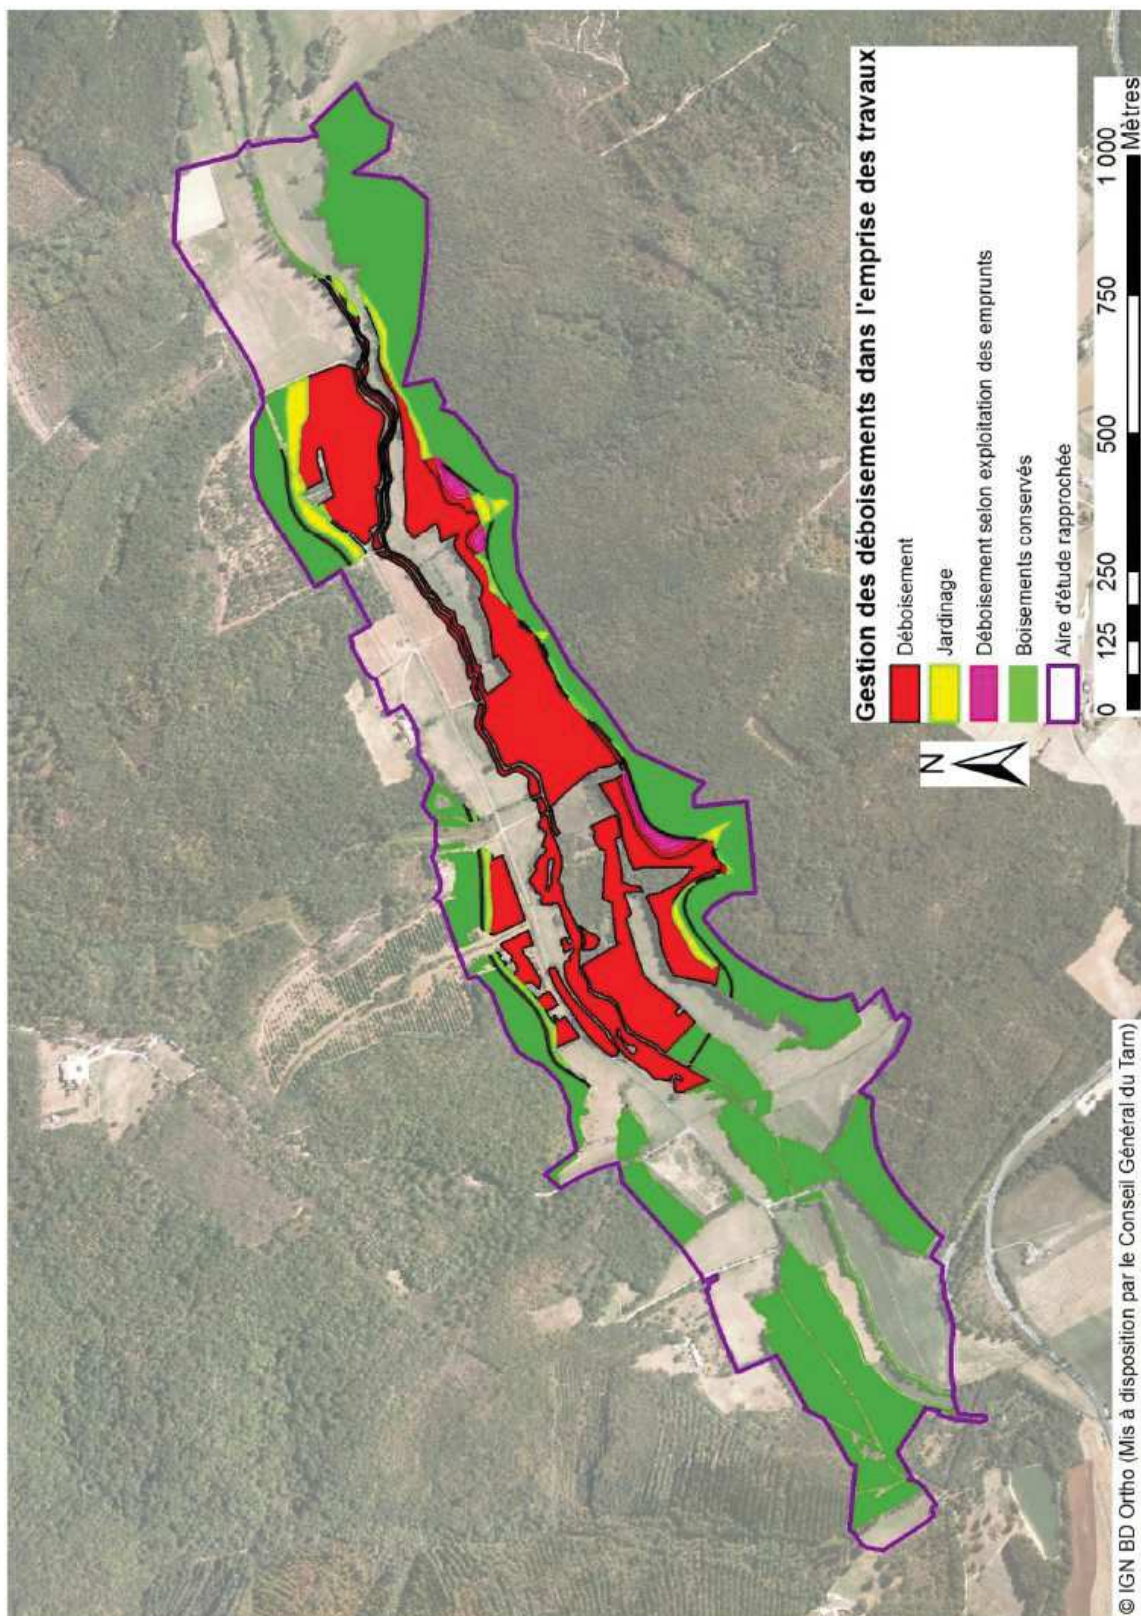 Gestion des déboisements dans l'emprise des travaux
Déboisement
Jardinage
Déboisement selon exploitation des emprunts
Boisements conservés
Aire d'étude rapprochée
N
0 125 250 500 750 1 000
Mètres
© IGN BD Ortho (Mis à disposition par le Conseil Général du Tarn)